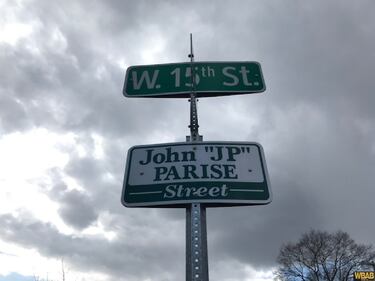 W. 15th St.
John "JP"
PARISE
Street
WBAB